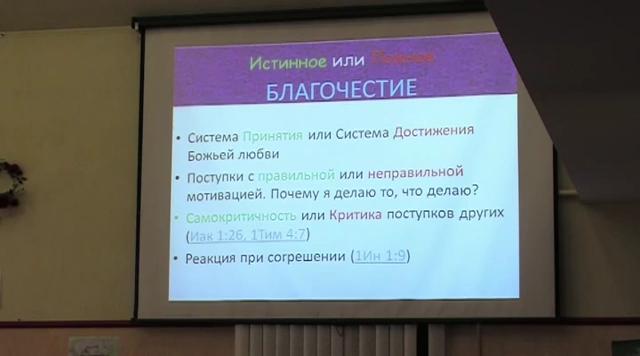 Истинное или Ложное
БЛАГОЧЕСТИЕ
• Система Принятия или Система Достижения
Божьей любви
• Поступки с правильной или неправильной
мотивацией. Почему я делаю то, что делаю?
• Самокритичность или Критика поступков других
(Иак 1:26, 1Тим 4:7)
• Реакция при согрешении (1Ин 1:9)